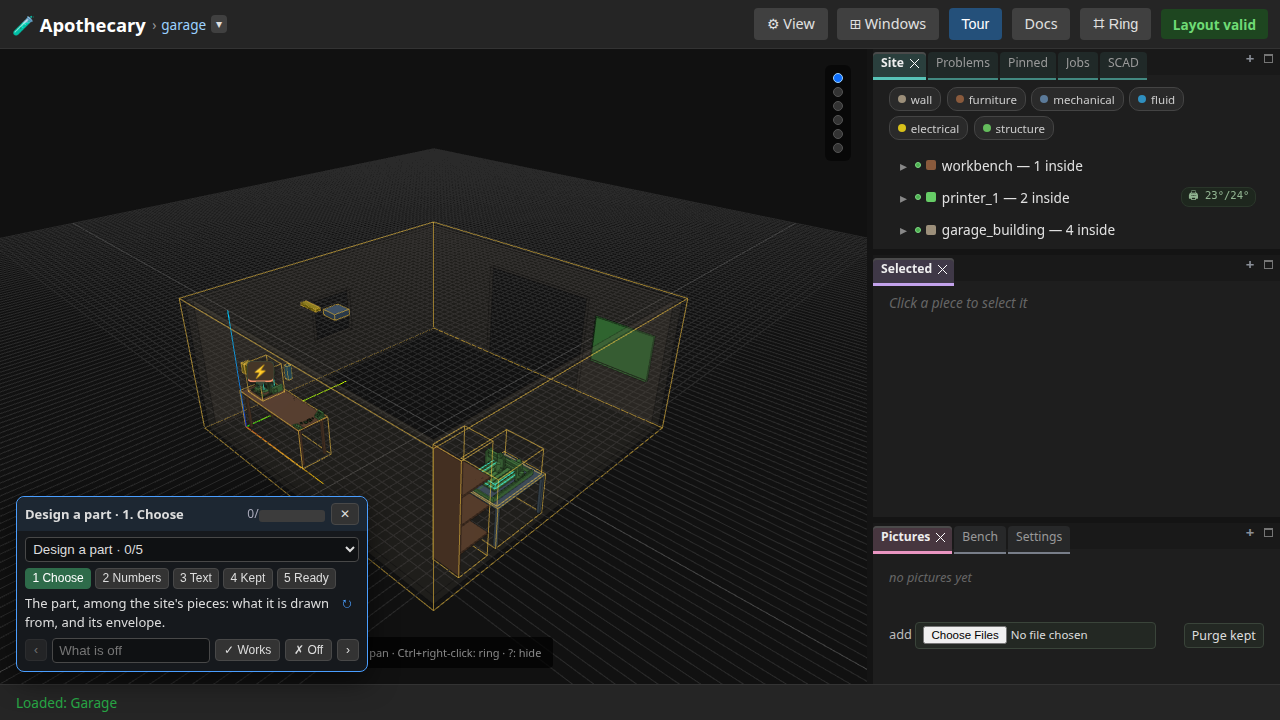 Apothecary › garage ▾
⚙ View
⊞ Windows
Tour
Docs
⌗ Ring
Layout valid
Site
Problems
Pinned
Jobs
SCAD
wall
furniture
mechanical
fluid
electrical
structure
workbench — 1 inside
printer_1 — 2 inside
23°/24°
garage_building — 4 inside
Selected
Click a piece to select it
Pictures
Bench
Settings
no pictures yet
add Choose Files No file chosen
Purge kept
Design a part · 1. Choose
0/
Design a part · 0/5
1 Choose
2 Numbers
3 Text
4 Kept
5 Ready
The part, among the site's pieces: what it is drawn
from, and its envelope.
What is off
✓ Works
✗ Off
pan · Ctrl+right-click: ring · ?: hide
Loaded: Garage